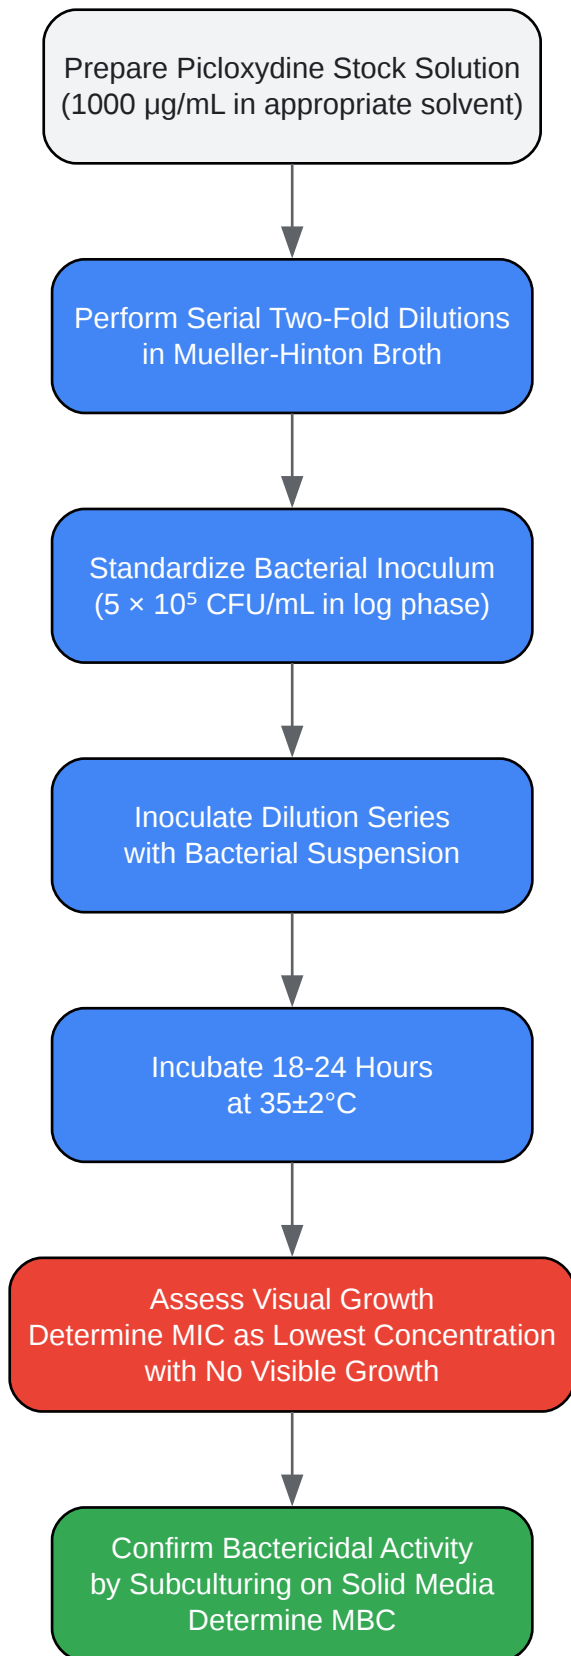 Prepare Picloxydine Stock Solution
(1000 μg/mL in appropriate solvent)
Perform Serial Two-Fold Dilutions
in Mueller-Hinton Broth
Standardize Bacterial Inoculum
(5 × 10⁵ CFU/mL in log phase)
Inoculate Dilution Series
with Bacterial Suspension
Incubate 18-24 Hours
at 35±2°C
Assess Visual Growth
Determine MIC as Lowest Concentration
with No Visible Growth
Confirm Bactericidal Activity
by Subculturing on Solid Media
Determine MBC